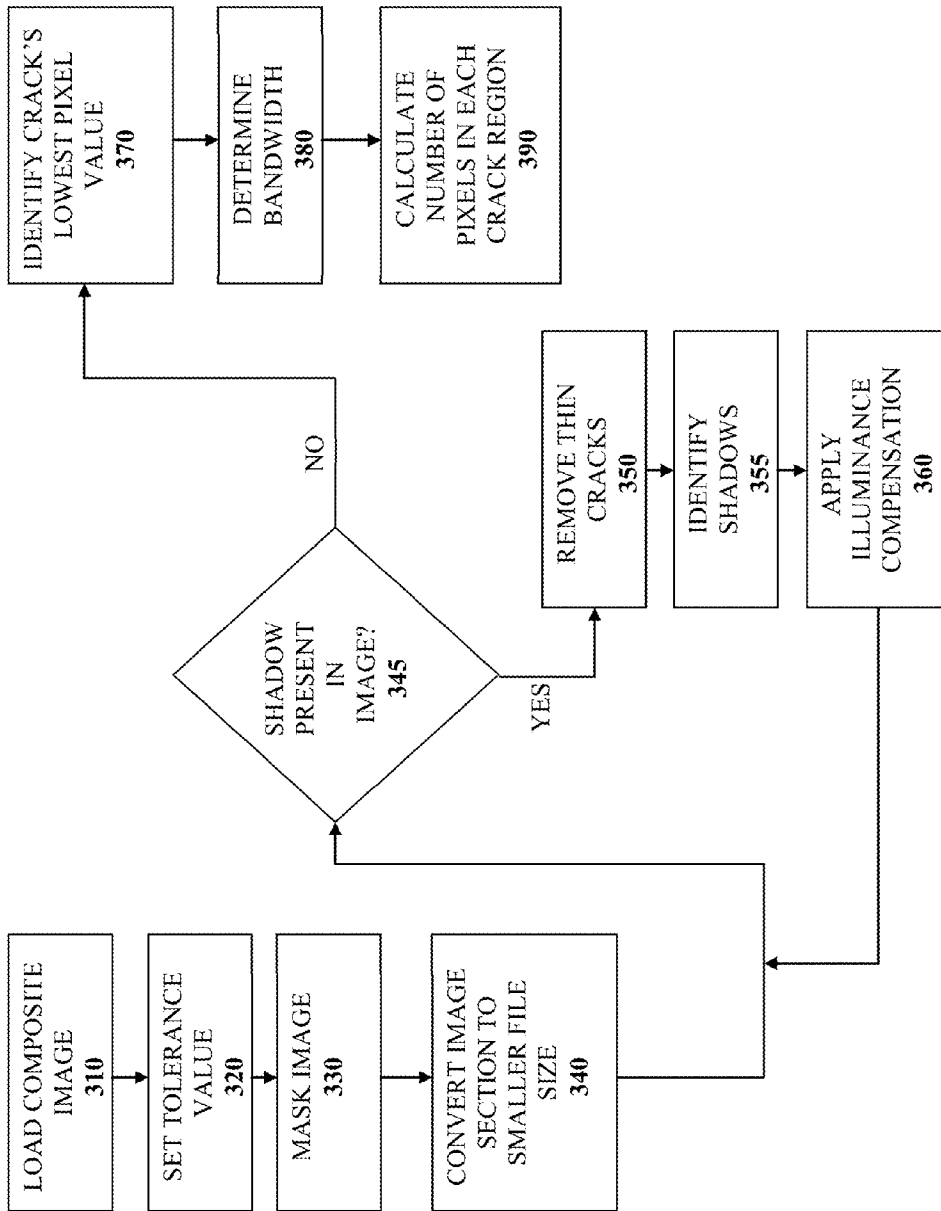 LOAD COMPOSITE
IMAGE
310
SET TOLERANCE
VALUE
320
MASK IMAGE
330
CONVERT IMAGE
SECTION TO
SMALLER FILE
SIZE
340
SHADOW
PRESENT
IN
IMAGE?
345
YES
NO
REMOVE THIN
CRACKS
350
IDENTIFY
SHADOWS
355
APPLY
ILLUMINANCE
COMPENSATION
360
IDENTIFY CRACK'S
LOWEST PIXEL
VALUE
370
DETERMINE
BANDWIDTH
380
CALCULATE
NUMBER OF
PIXELS IN EACH
CRACK REGION
390